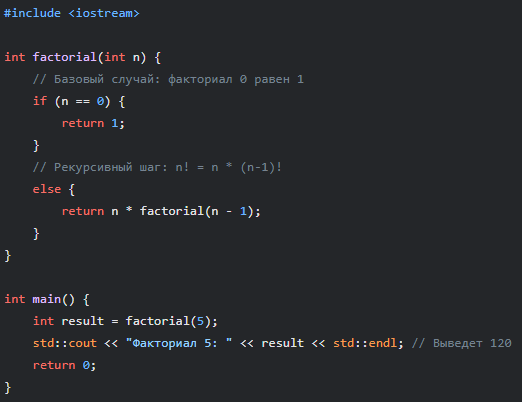 #include <iostream>

int factorial(int n) {
    // Базовый случай: факториал 0 равен 1
    if (n == 0) {
        return 1;
    }
    // Рекурсивный шаг: n! = n * (n-1)!
    else {
        return n * factorial(n - 1);
    }
}

int main() {
    int result = factorial(5);
    std::cout << "Факториал 5: " << result << std::endl; // Выведет 120
    return 0;
}